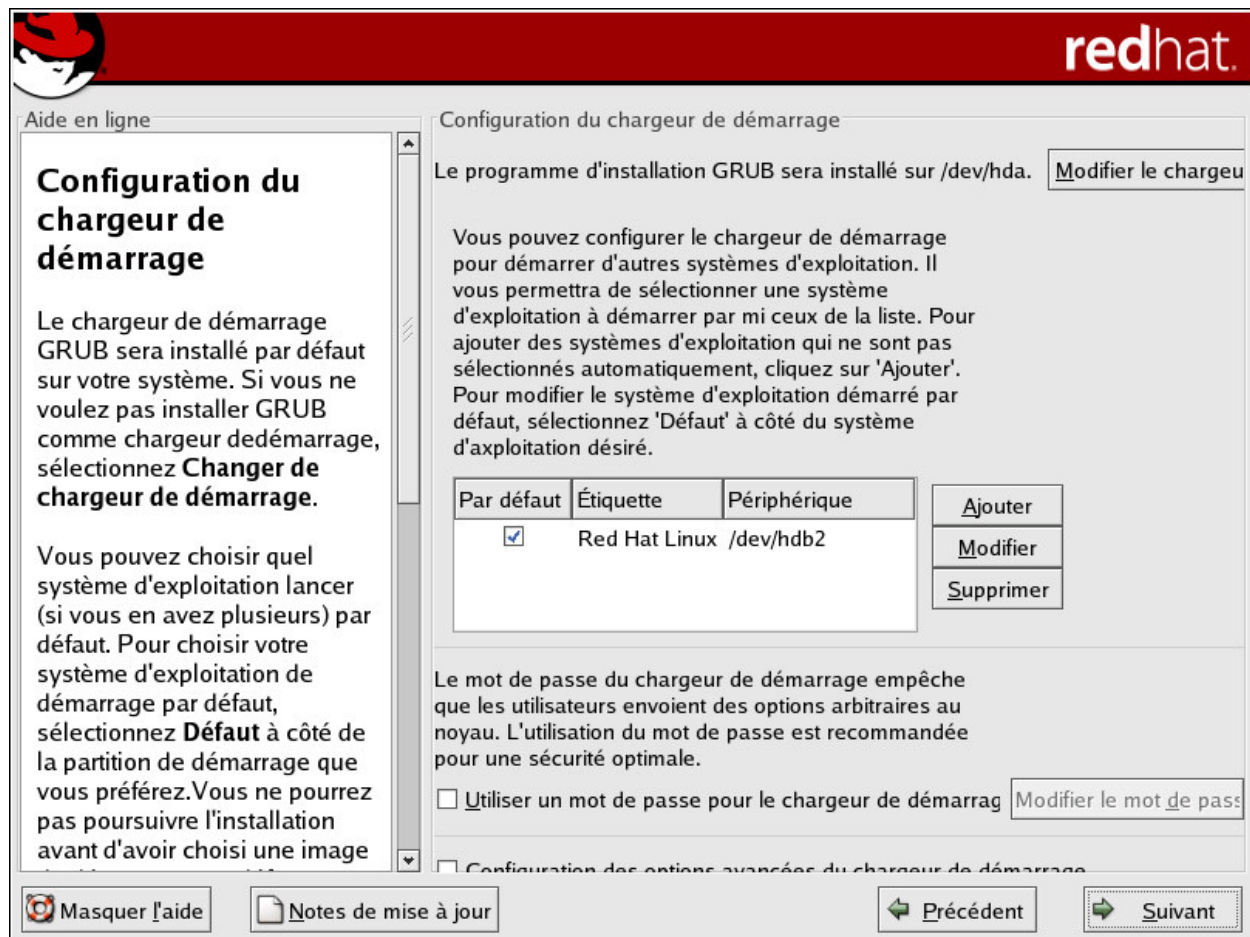 redhat.
Aide en ligne
Configuration du
chargeur de
démarrage
Le chargeur de démarrage
GRUB sera installé par défaut
sur votre système. Si vous ne
voulez pas installer GRUB
comme chargeur dedémarrage,
sélectionnez Changer de
chargeur de démarrage.
Vous pouvez choisir quel
système d'exploitation lancer
(si vous en avez plusieurs) par
défaut. Pour choisir votre
système d'exploitation de
démarrage par défaut,
sélectionnez Défaut à côté de
la partition de démarrage que
vous préférez.Vous ne pourrez
pas poursuivre l'installation
avant d'avoir choisi une image
Configuration du chargeur de démarrage
Le programme d'installation GRUB sera installé sur /dev/hda. Modifier le chargeu
Vous pouvez configurer le chargeur de démarrage
pour démarrer d'autres systèmes d'exploitation. Il
vous permettra de sélectionner une système
d'exploitation à démarrer par mi ceux de la liste. Pour
ajouter des systèmes d'exploitation qui ne sont pas
sélectionnés automatiquement, cliquez sur 'Ajouter'.
Pour modifier le système d'exploitation démarré par
défaut, sélectionnez 'Défaut' à côté du système
d'axploitation désiré.
Par défaut Étiquette Périphérique
Red Hat Linux /dev/hdb2
Ajouter
Modifier
Supprimer
Le mot de passe du chargeur de démarrage empêche
que les utilisateurs envoient des options arbitraires au
noyau. L'utilisation du mot de passe est recommandée
pour une sécurité optimale.
Utiliser un mot de passe pour le chargeur de démarrag Modifier le mot de pass
Configuration des options avancées du chargeur de démarrage
Masquer l'aide Notes de mise à jour Précédent Suivant